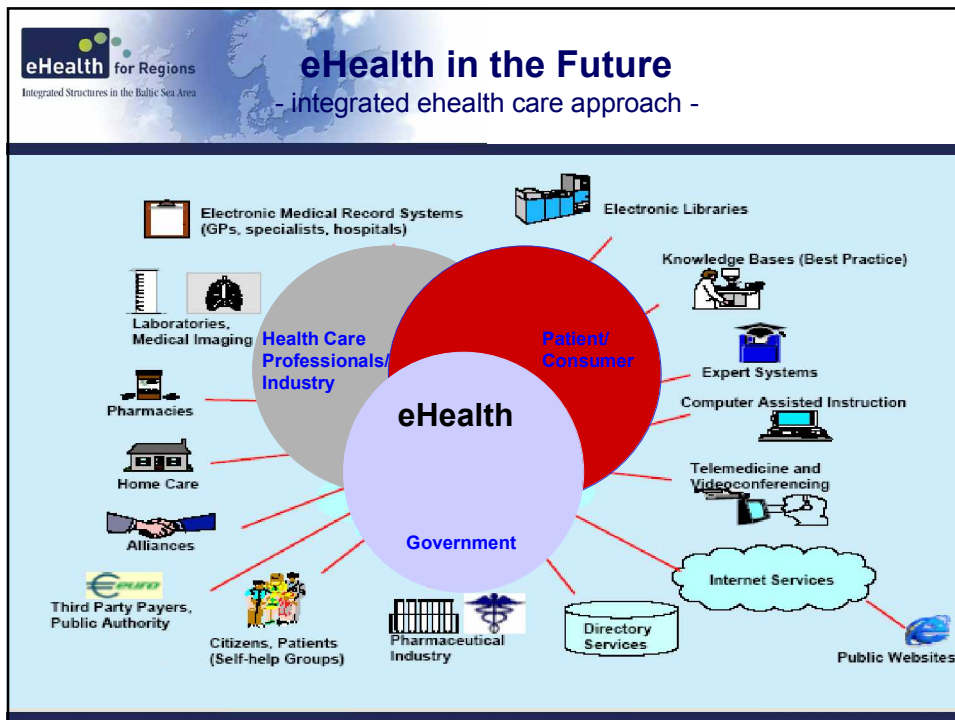 eHealth for Regions
Integrated Structures in the Baltic Sea Area
eHealth in the Future
- integrated ehealth care approach -
Electronic Medical Record Systems
(GPs, specialists, hospitals)
Electronic Libraries
Knowledge Bases (Best Practice)
Laboratories,
Medical Imaging
Health Care
Professionals/
Industry
Patient/
Consumer
Expert Systems
Pharmacies
eHealth
Computer Assisted Instruction
Home Care
Telemedicine and
Videoconferencing
Alliances
Government
Internet Services
euro
Third Party Payers,
Public Authority
Citizens, Patients
(Self-help Groups)
Pharmaceutical
Industry
Directory
Services
Public Websites